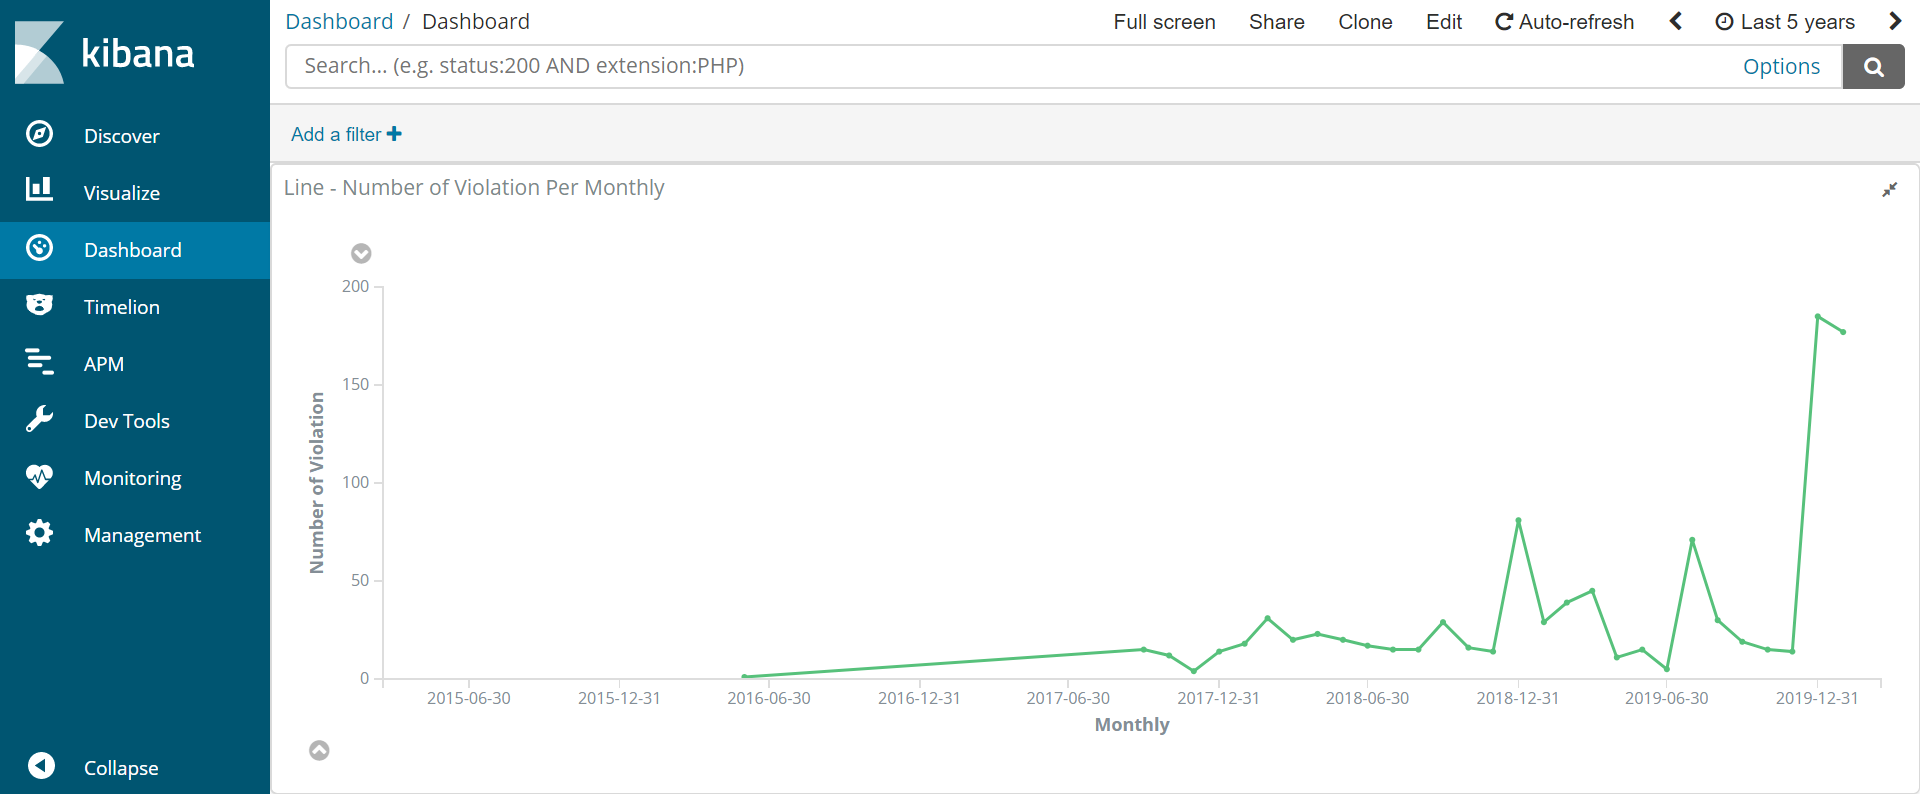 kibana
Discover
Visualize
Dashboard
Timelion
APM
Dev Tools
Monitoring
Management
Collapse
Dashboard / Dashboard
Full screen Share Clone Edit Auto-refresh Last 5 years
Search... (e.g. status:200 AND extension:PHP) Options
Add a filter +
Line - Number of Violation Per Monthly
Number of Violation
200
150
100
50
0
2015-06-30 2015-12-31 2016-06-30 2016-12-31 2017-06-30 2017-12-31 2018-06-30 2018-12-31 2019-06-30 2019-12-31
Monthly